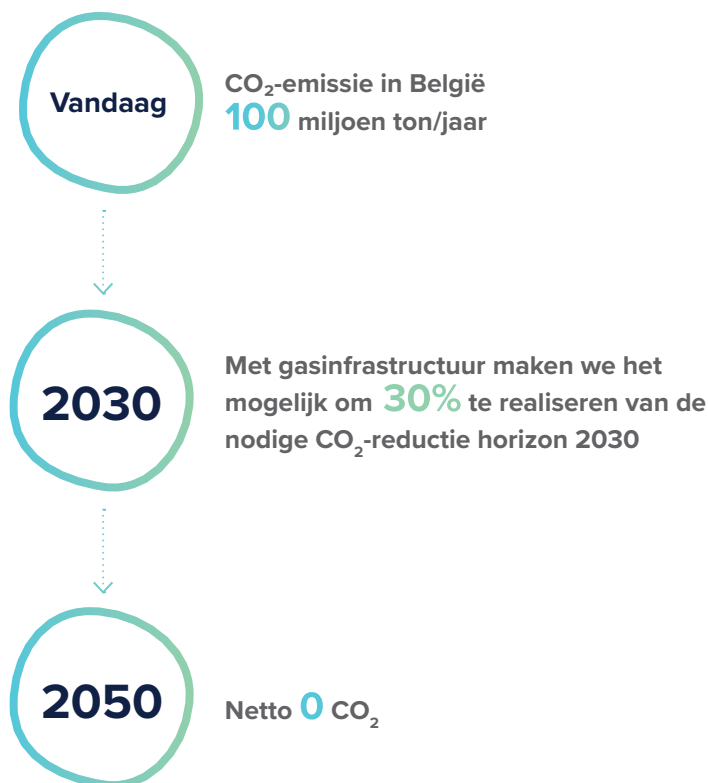 Vandaag
CO₂-emissie in België
100 miljoen ton/jaar
2030
Met gasinfrastructuur maken we het
mogelijk om 30% te realiseren van de
nodige CO₂-reductie horizon 2030
2050
Netto 0 CO₂